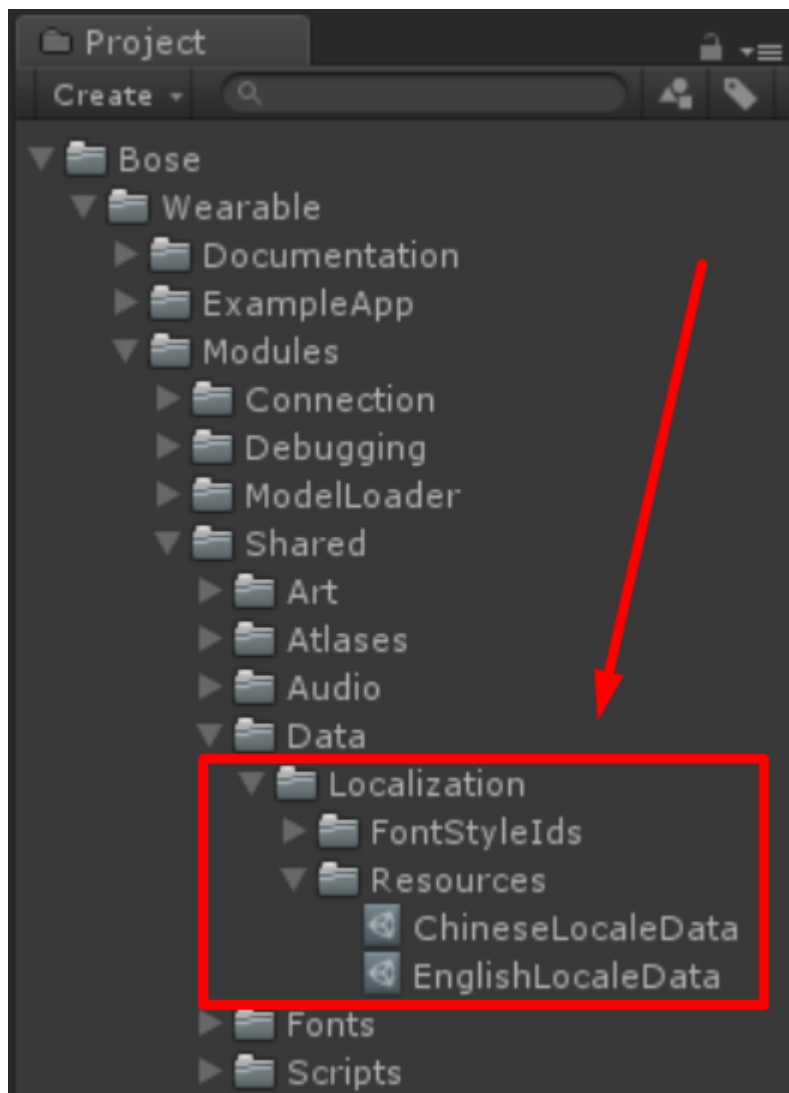 Project
Create
Bose
Wearable
Documentation
ExampleApp
Modules
Connection
Debugging
ModelLoader
Shared
Art
Atlases
Audio
Data
Localization
FontStyleIds
Resources
ChineseLocaleData
EnglishLocaleData
Fonts
Scripts